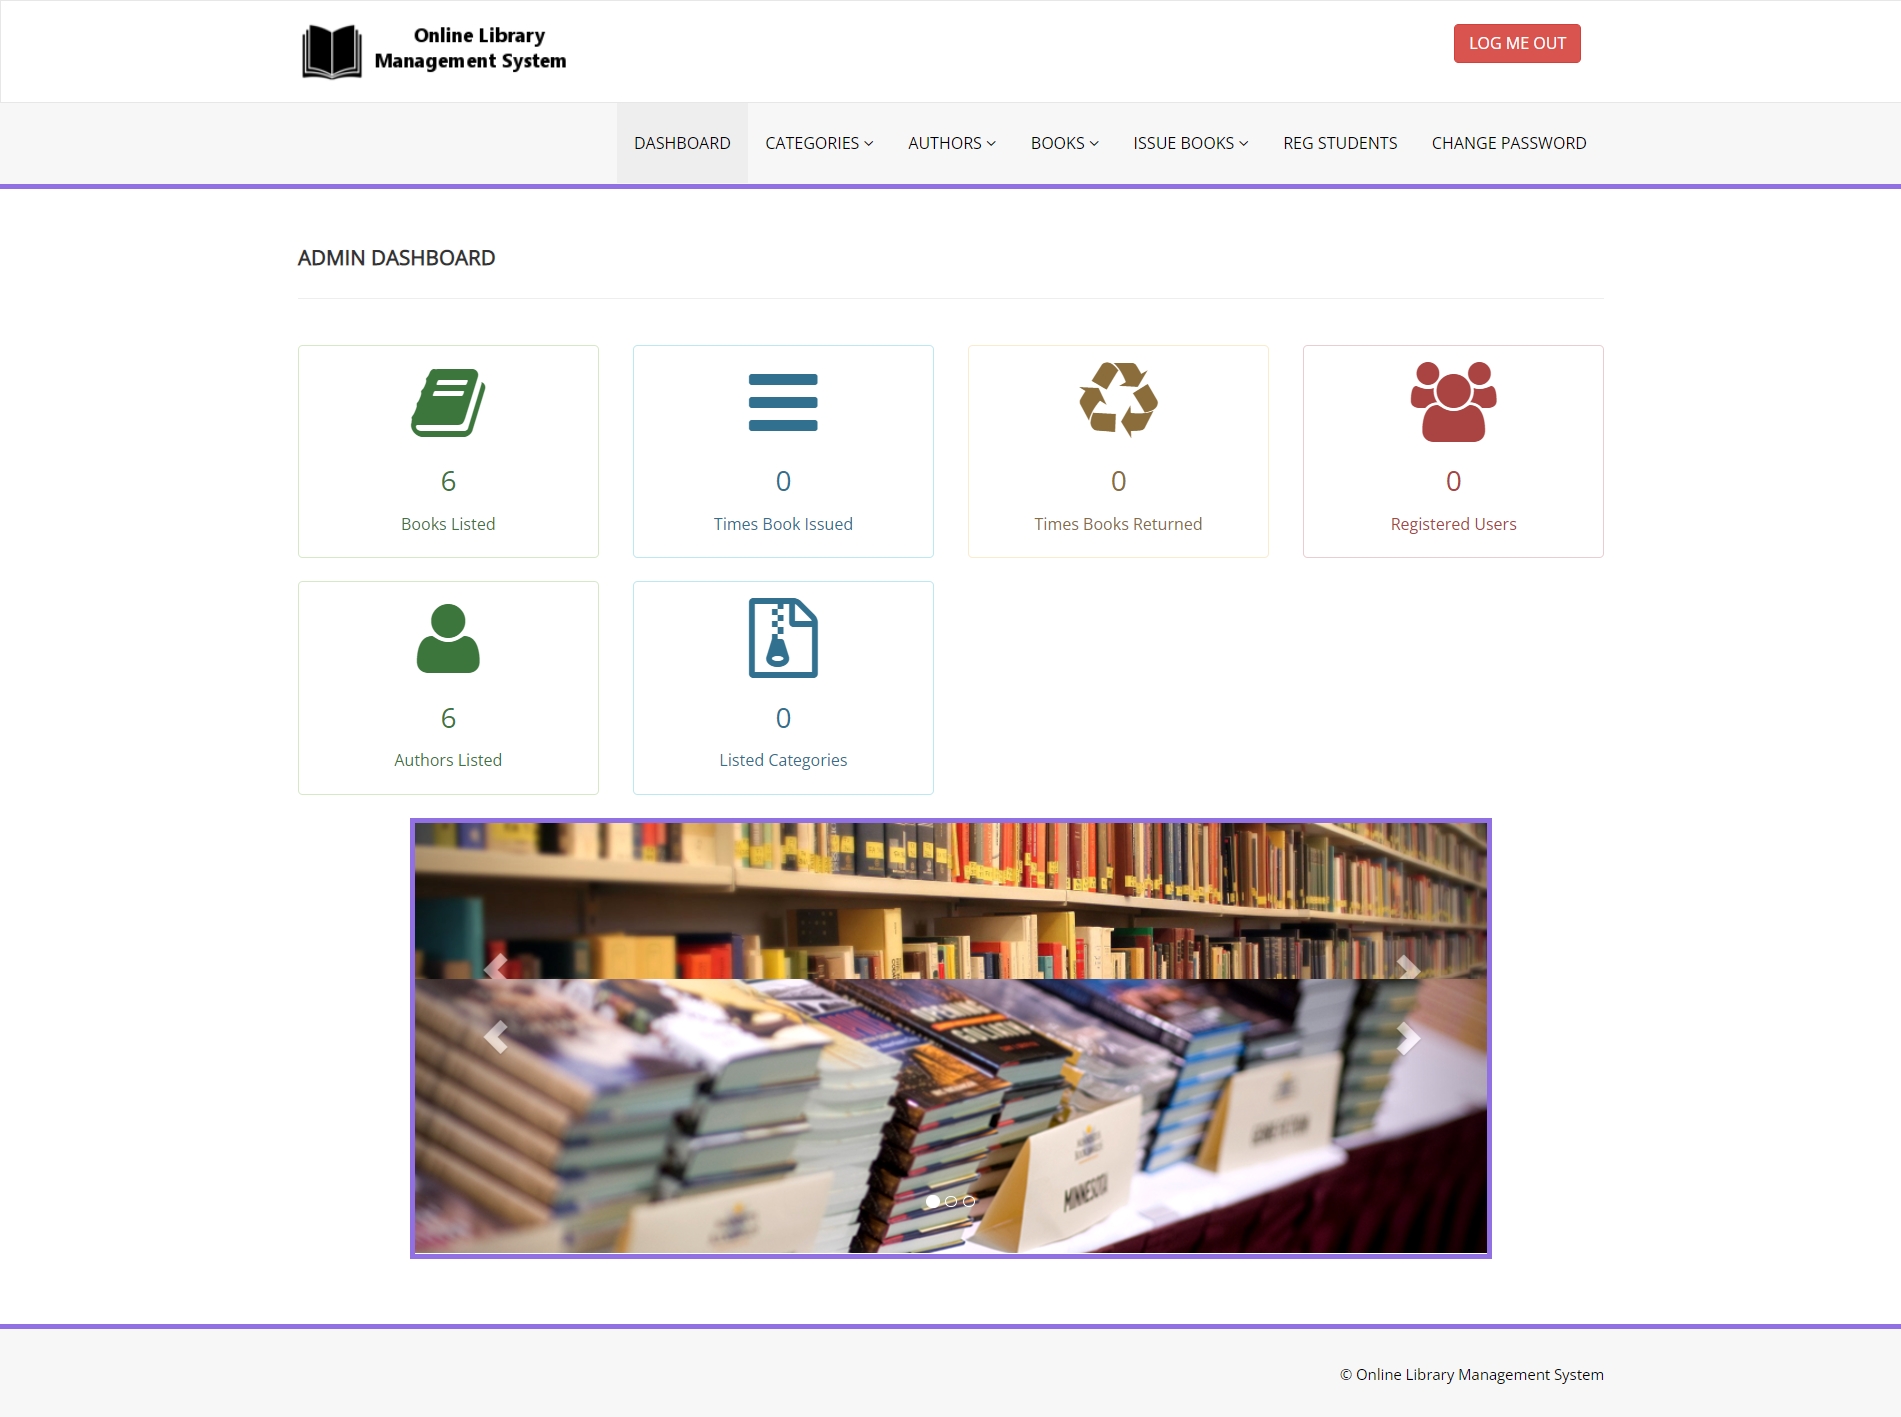 Online Library
Management System
LOG ME OUT
DASHBOARD CATEGORIES AUTHORS BOOKS ISSUE BOOKS REG STUDENTS CHANGE PASSWORD
ADMIN DASHBOARD
6
Books Listed
0
Times Book Issued
0
Times Books Returned
0
Registered Users
6
Authors Listed
0
Listed Categories
MINNESOTA
© Online Library Management System